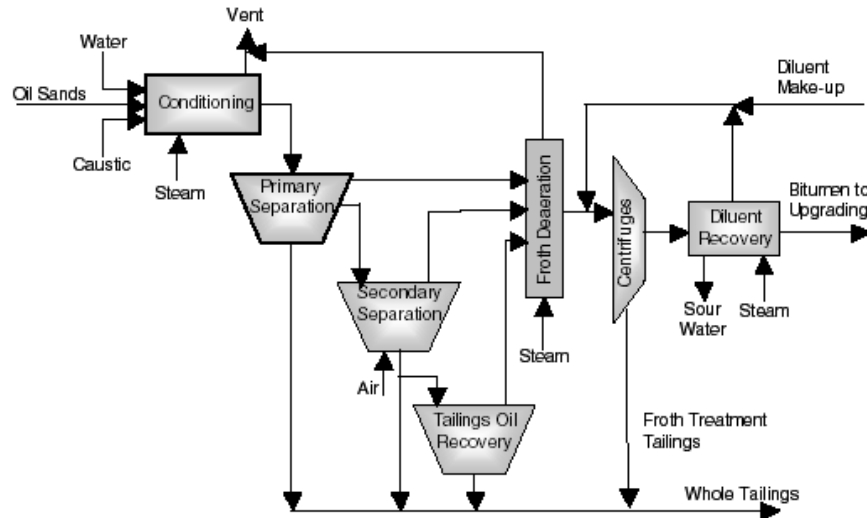 Vent
Water
Oil Sands
Conditioning
Caustic
Steam
Diluent
Make-up
Primary
Separation
Froth Deaeration
Centrifuges
Bitumen to
Upgrading
Diluent
Recovery
Secondary
Separation
Sour
Water
Steam
Steam
Air
Tailings Oil
Recovery
Froth Treatment
Tailings
Whole Tailings